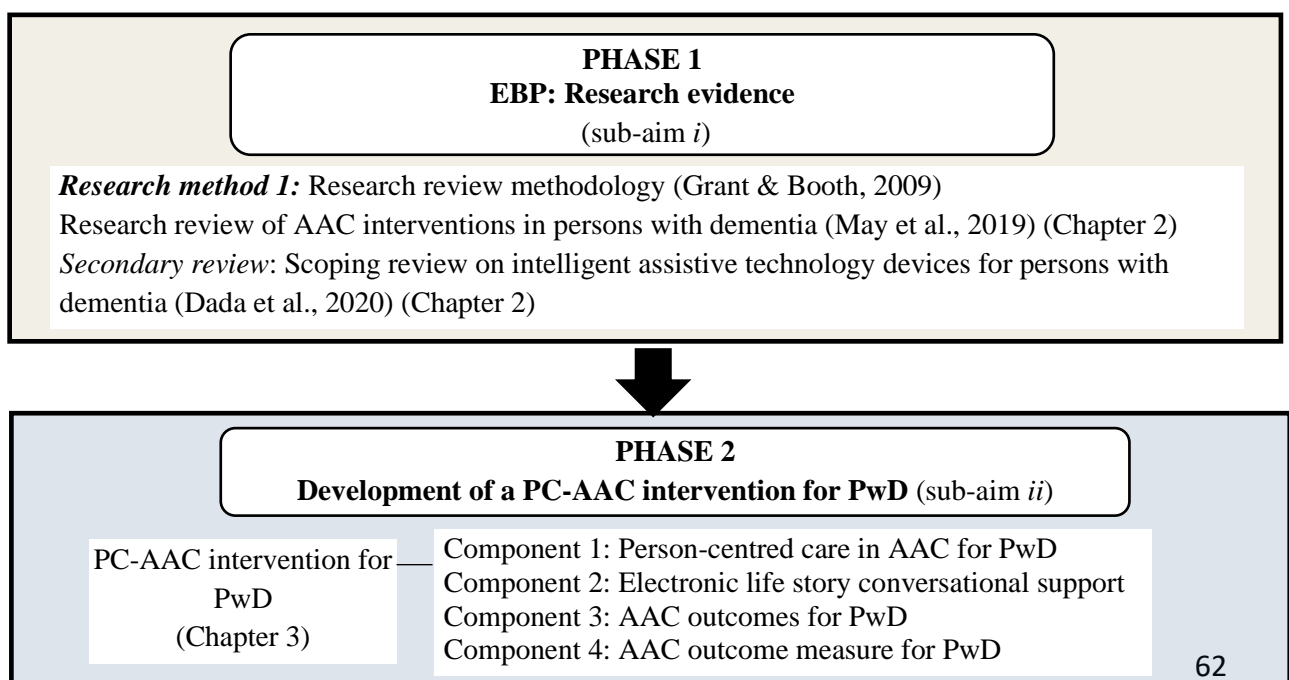 PHASE 1
EBP: Research evidence
(sub-aim i)
Research method 1: Research review methodology (Grant & Booth, 2009)
Research review of AAC interventions in persons with dementia (May et al., 2019) (Chapter 2)
Secondary review: Scoping review on intelligent assistive technology devices for persons with
dementia (Dada et al., 2020) (Chapter 2)
PHASE 2
Development of a PC-AAC intervention for PwD (sub-aim ii)
PC-AAC intervention for
PwD
(Chapter 3)
Component 1: Person-centred care in AAC for PwD
Component 2: Electronic life story conversational support
Component 3: AAC outcomes for PwD
Component 4: AAC outcome measure for PwD
62